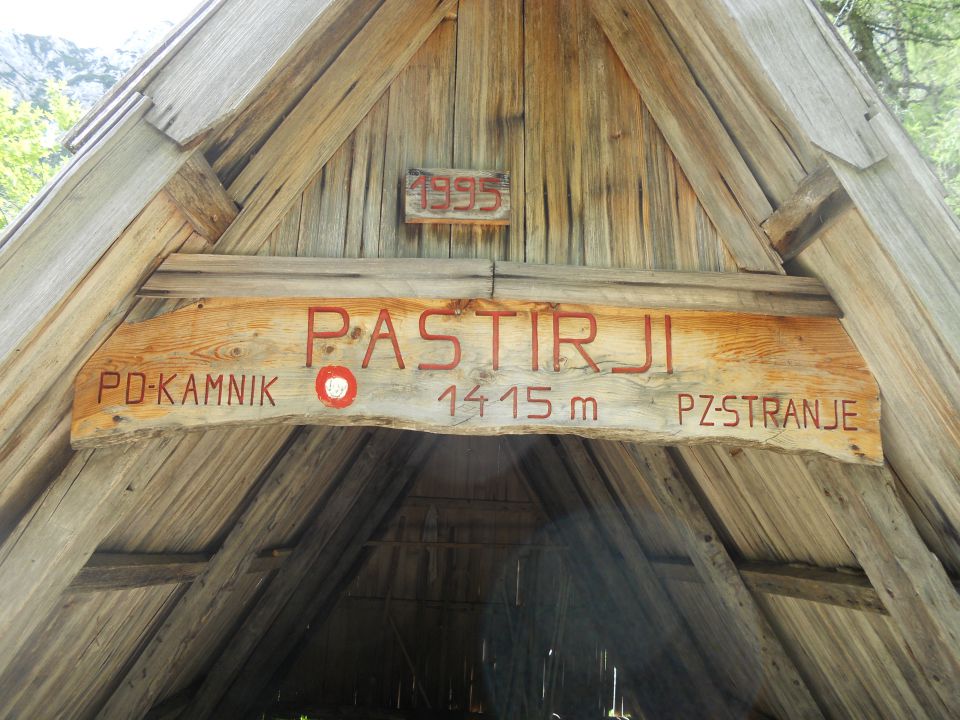 1995
PASTIRJI
PD-KAMNIK
1415 m
PZ-STRANJE